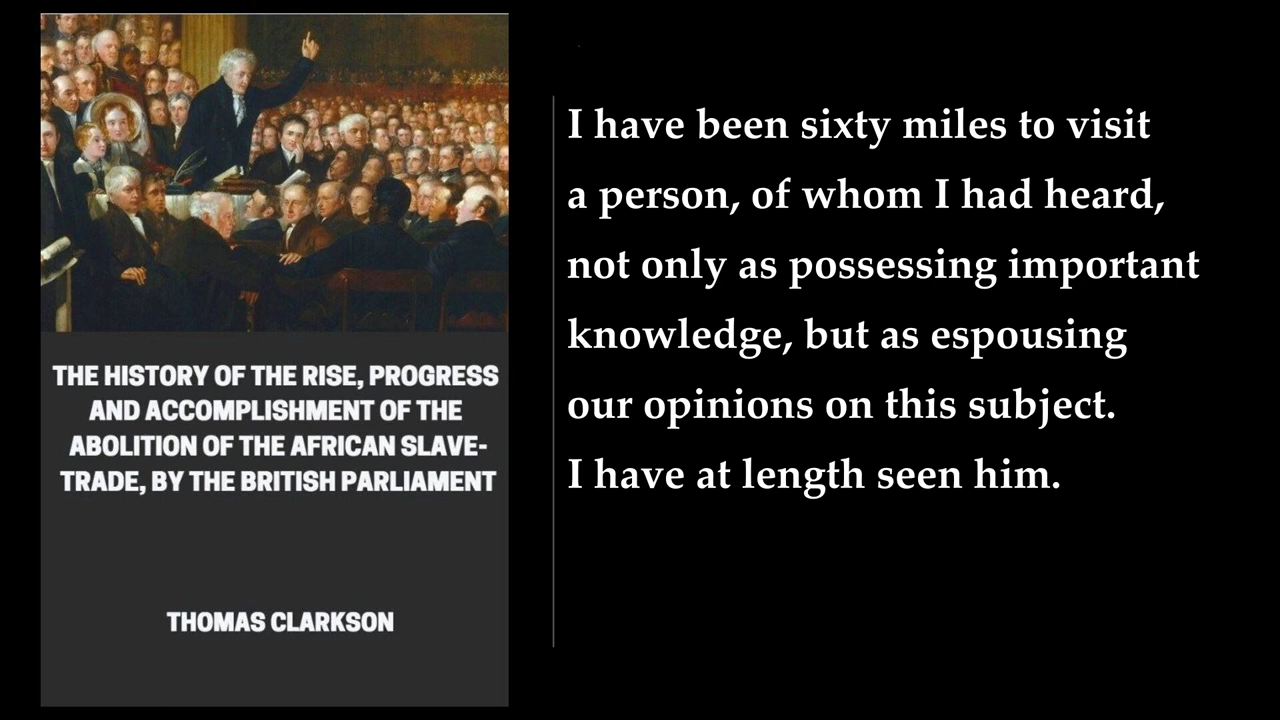 THE HISTORY OF THE RISE, PROGRESS
AND ACCOMPLISHMENT OF THE
ABOLITION OF THE AFRICAN SLAVE-
TRADE, BY THE BRITISH PARLIAMENT
THOMAS CLARKSON
I have been sixty miles to visit
a person, of whom I had heard,
not only as possessing important
knowledge, but as espousing
our opinions on this subject.
I have at length seen him.